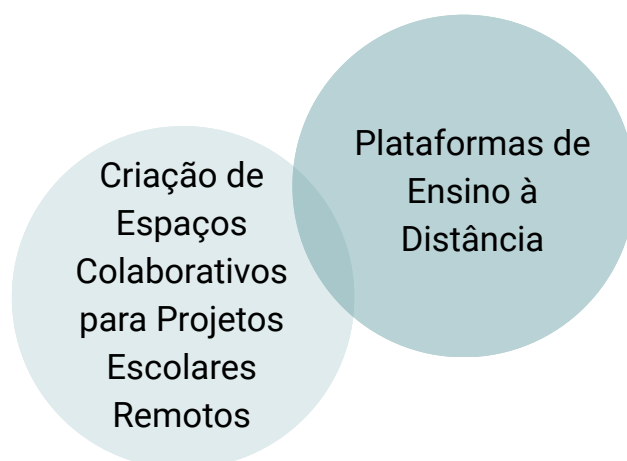 Criação de
Espaços
Colaborativos
para Projetos
Escolares
Remotos
Plataformas de
Ensino à
Distância